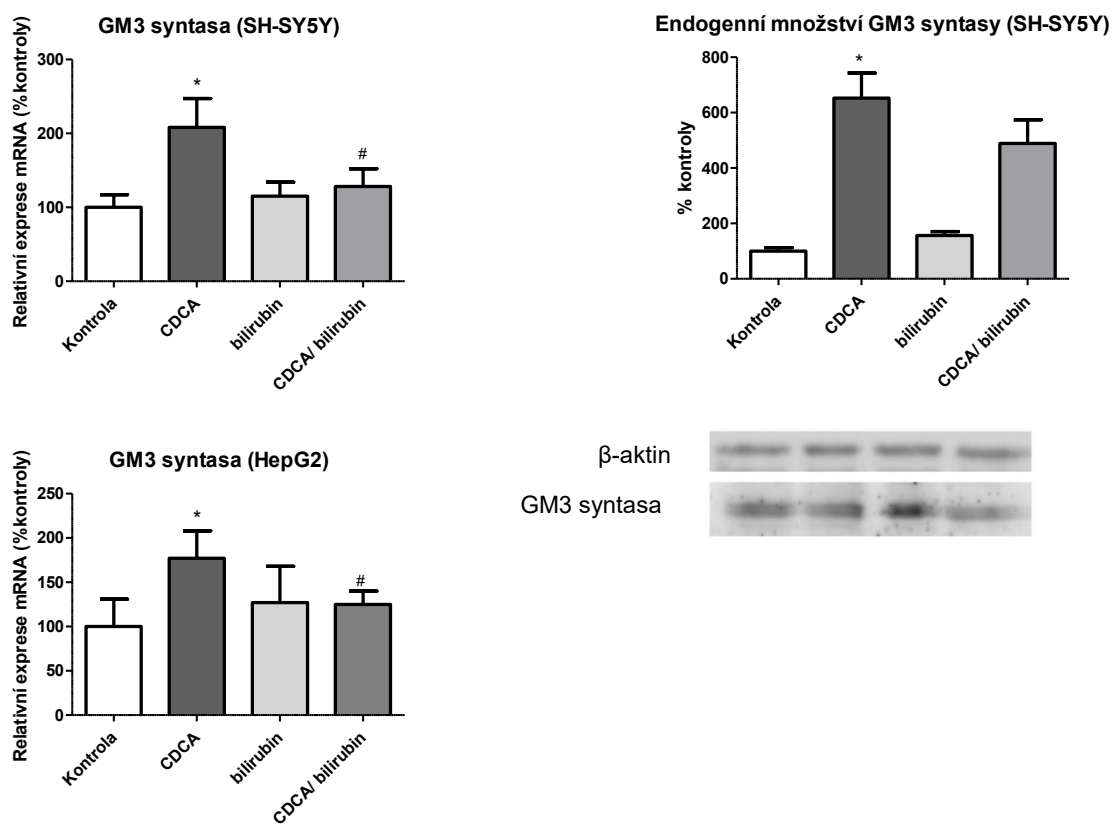 GM3 syntasa (SH-SY5Y)
Relativní exprese mRNA (%kontroly)
300
200
100
0
*
#
Kontrola
CDCA
bilirubin
CDCA/ bilirubin
Endogenní množství GM3 syntasy (SH-SY5Y)
% kontroly
800
600
400
200
0
*
Kontrola
CDCA
bilirubin
CDCA/ bilirubin
GM3 syntasa (HepG2)
Relativní exprese mRNA (%kontroly)
250
200
150
100
50
0
*
#
Kontrola
CDCA
bilirubin
CDCA/ bilirubin
β-aktin
GM3 syntasa